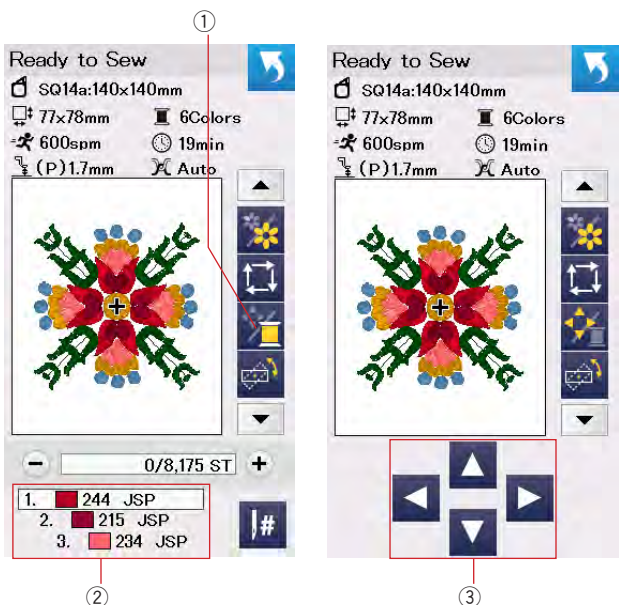 ①
Ready to Sew
SQ14a:140x140mm
77x78mm 6Colors
600spm 19min
(P)1.7mm Auto
0/8,175 ST
1. 244 JSP
2. 215 JSP
3. 234 JSP
#
②
Ready to Sew
SQ14a:140x140mm
77x78mm 6Colors
600spm 19min
(P)1.7mm Auto
③